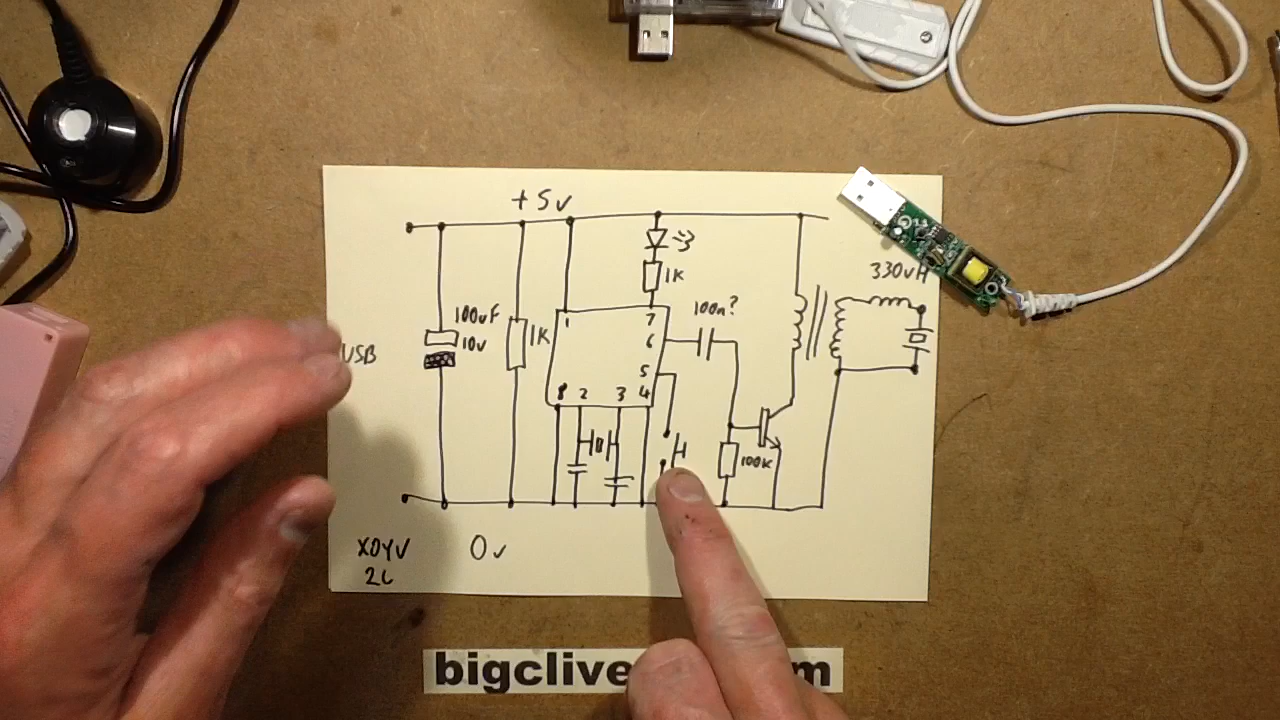 +5v
330uH
1K
100n?
100uF
10v
1K
1
7
6
5
8 2 3 4
USB
100K
XOYV
2L
0v
bigclive
m